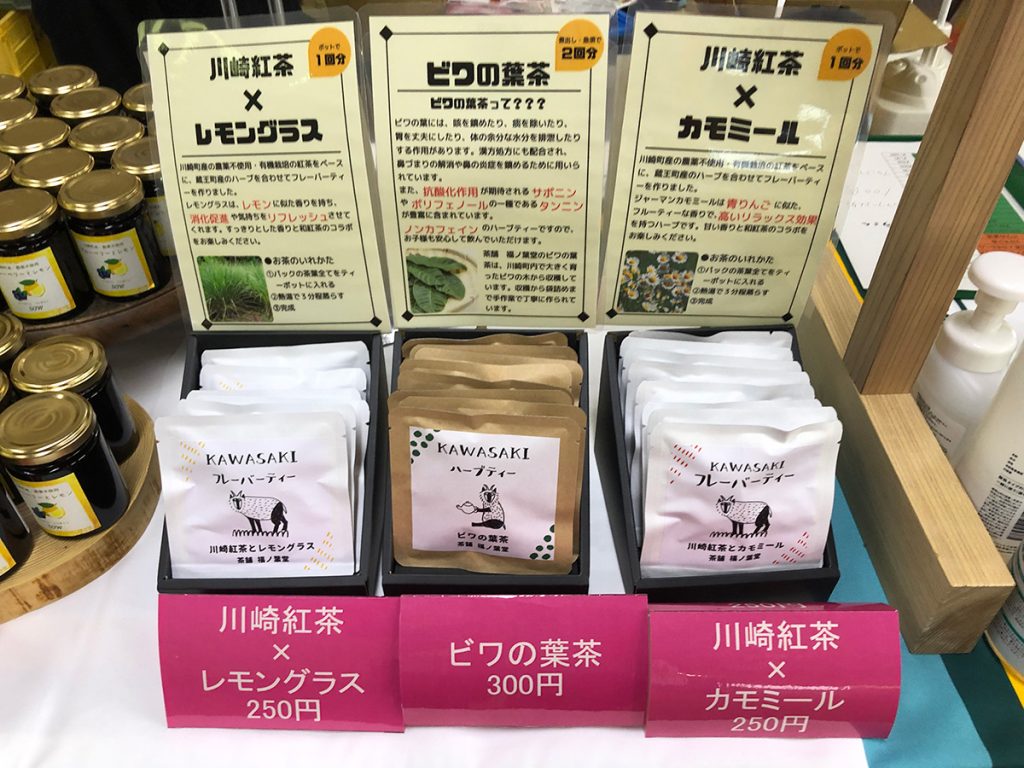 ポットで
1回分
川崎紅茶
×
レモングラス
川崎町産の農薬不使用・有機栽培の紅茶をベース
に、蔵王町産のハーブを合わせてフレーバーティ
ーを作りました。
レモングラスは、レモンに似た香りを持ち、
消化促進や気持ちをリフレッシュさせて
くれます。すっきりとした香りと和紅茶のコラボ
をお楽しみください。
●お茶のいれかた
①パックの茶葉全てをティ
ーポットに入れる
②熱湯で3分程蒸らす
③完成
煮出し・急須で
2回分
ビワの葉茶
ビワの葉茶って???
ビワの葉には、咳を鎮めたり、痰を除いたり、
胃を丈夫にしたり、体の余分な水分を排泄したり
する作用があります。漢方処方にも配合され、
鼻づまりの解消や鼻の炎症を鎮めるために用いら
れています。
また、抗酸化作用が期待されるサポニン
やポリフェノールの一種であるタンニン
が豊富に含まれています。
ノンカフェインのハーブティーですので、
お子様も安心して飲んでいただけます。
茶舗 福ノ葉堂のビワの葉
茶は、川崎町内で大きく育
ったビワの木から収穫して
います。収穫から袋詰めま
で手作業で丁寧に作られて
います。
ポットで
1回分
川崎紅茶
×
カモミール
川崎町産の農薬不使用・有機栽培の紅茶をベース
に、蔵王町産のハーブを合わせてフレーバーティ
ーを作りました。
ジャーマンカモミールは青りんごに似た、
フルーティーな香りで、高いリラックス効果
を持つハーブです。甘い香りと和紅茶のコラボ
をお楽しみください。
●お茶のいれかた
①パックの茶葉全てをティ
ーポットに入れる
②熱湯で3分程蒸らす
③完成
KAWASAKI
フレーバーティー
川崎紅茶とレモングラス
茶舗 福ノ葉堂
KAWASAKI
ハーブティー
ビワの葉茶
茶舗 福ノ葉堂
KAWASAKI
フレーバーティー
川崎紅茶とカモミール
茶舗 福ノ葉堂
川崎紅茶
×
レモングラス
250円
ビワの葉茶
300円
川崎紅茶
×
カモミール
250円